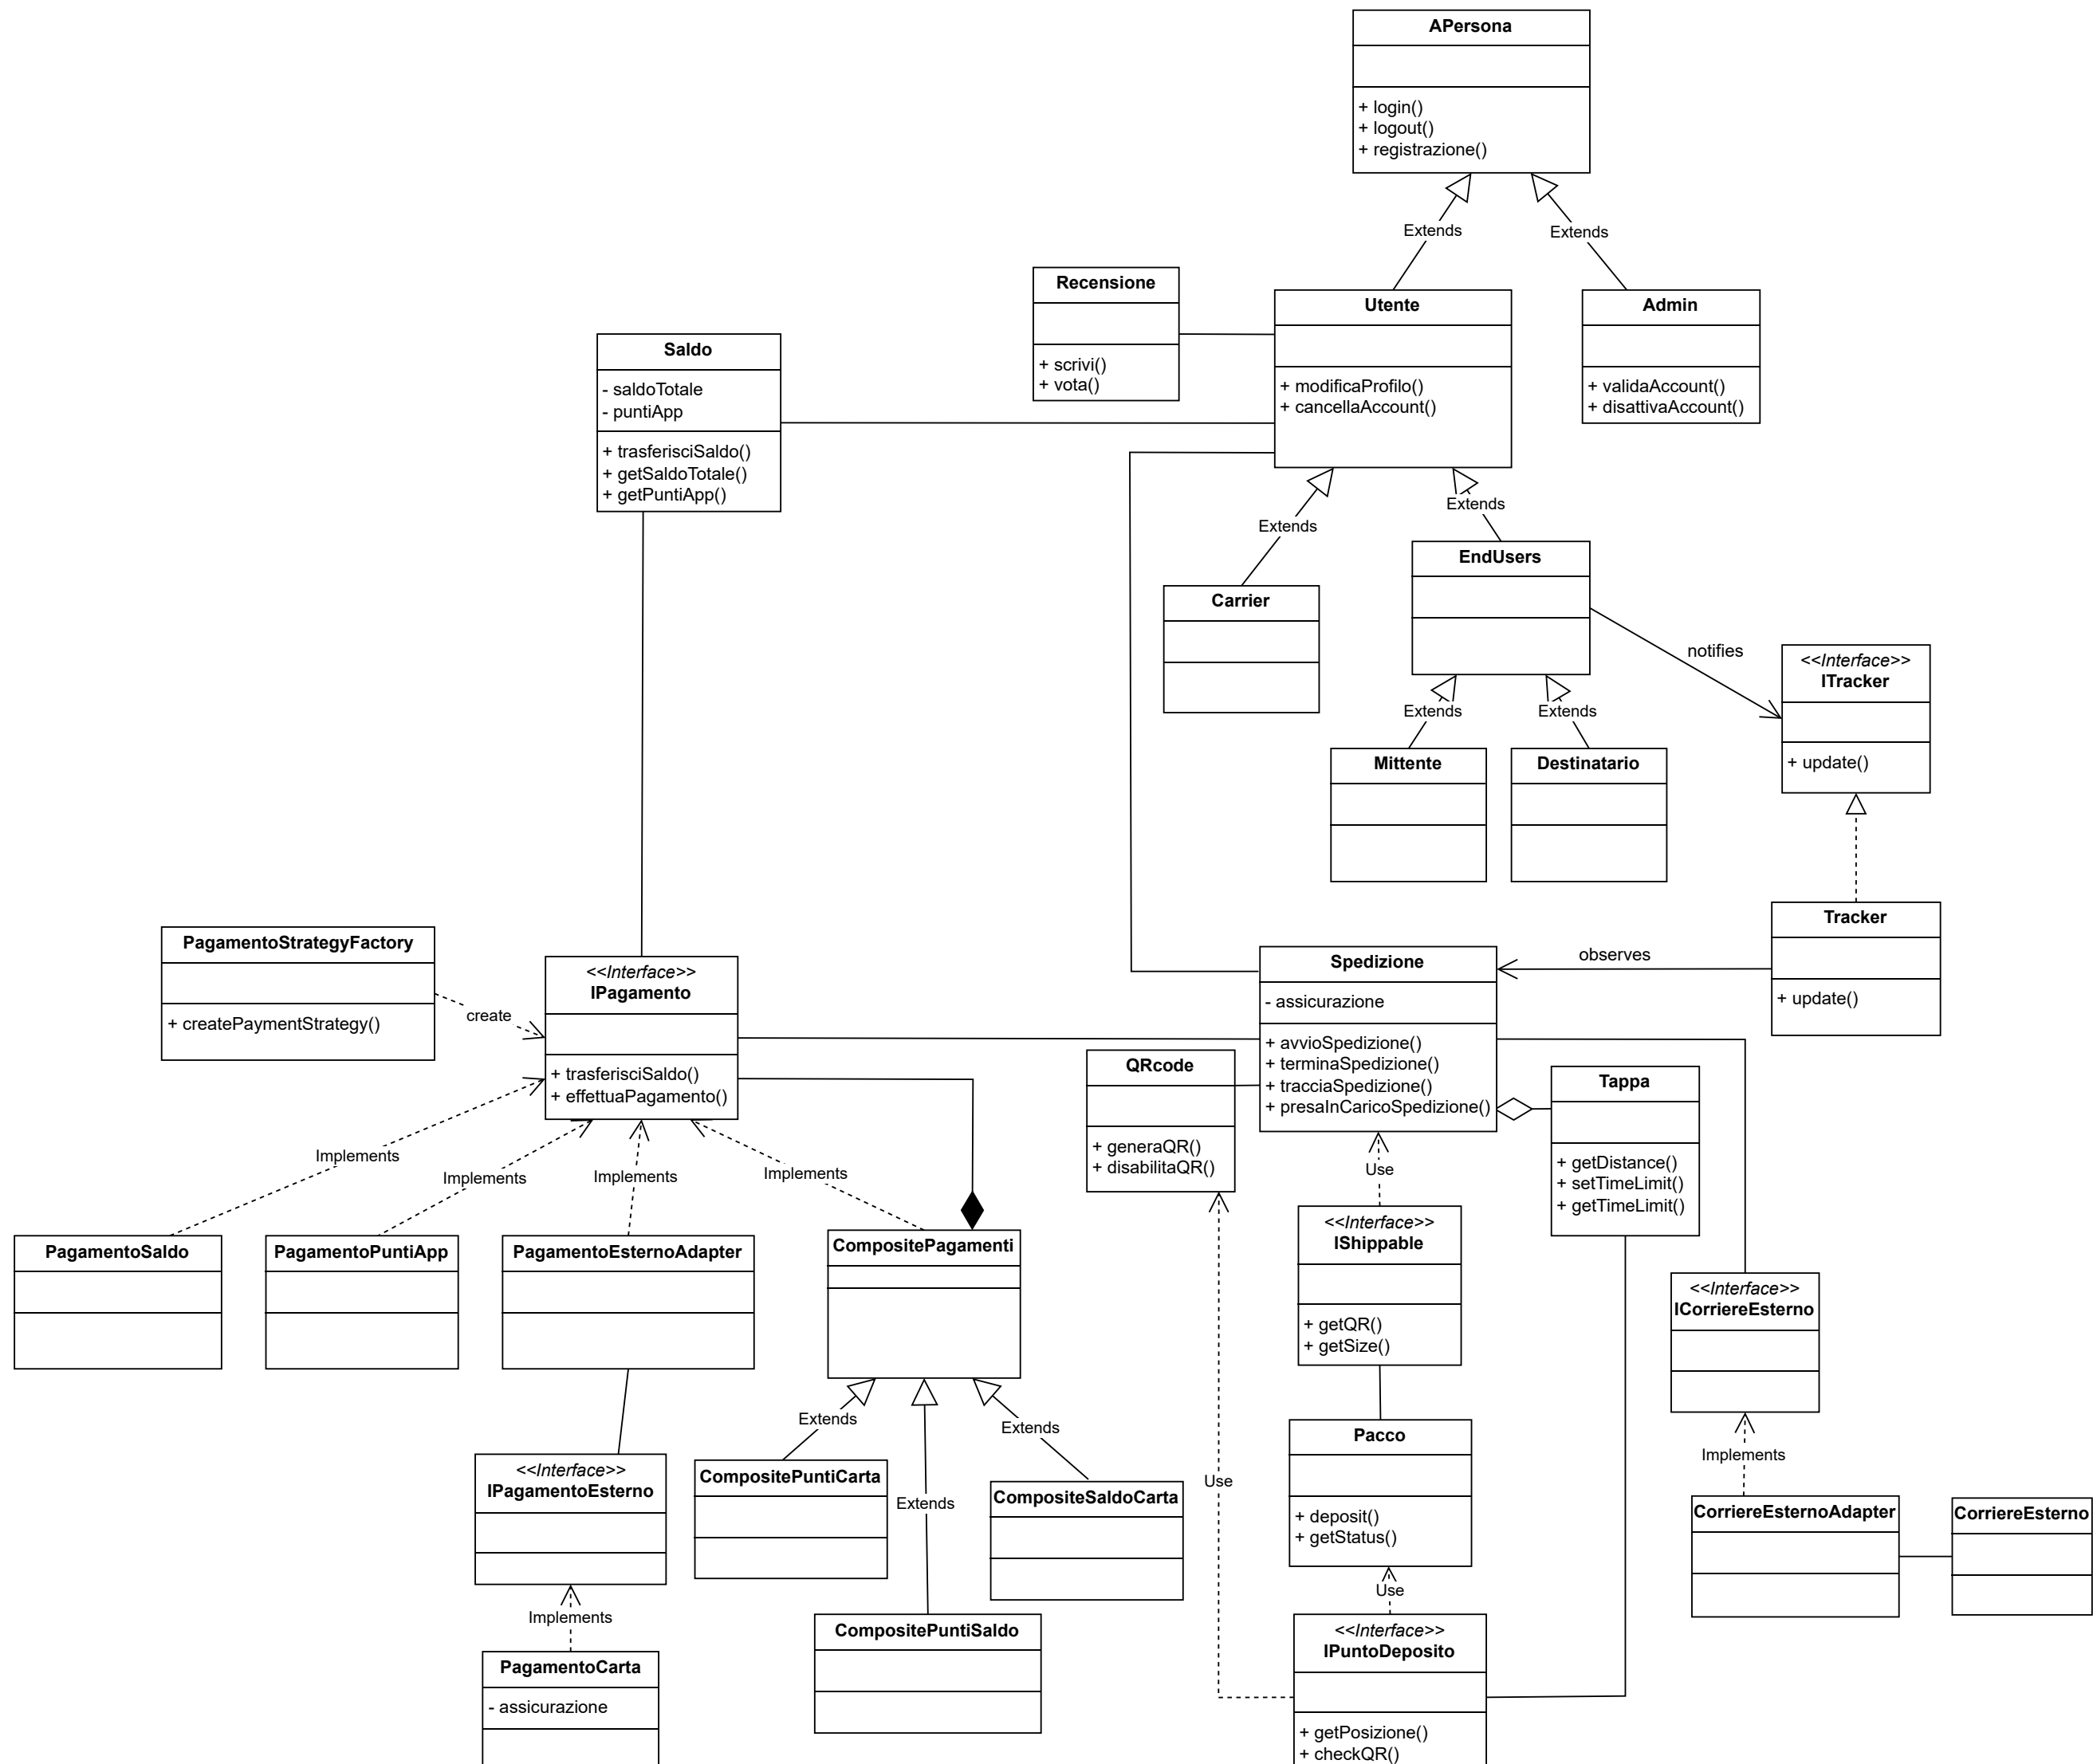 APersona
+ login()
+ logout()
+ registrazione()
Extends
Extends
Recensione
+ scrivi()
+ vota()
Utente
+ modificaProfilo()
+ cancellaAccount()
Admin
+ validaAccount()
+ disattivaAccount()
Saldo
- saldoTotale
- puntiApp
+ trasferisciSaldo()
+ getSaldoTotale()
+ getPuntiApp()
Extends
Extends
EndUsers
Carrier
notifies
<<Interface>>
ITracker
+ update()
Extends
Extends
Mittente
Destinatario
Tracker
+ update()
observes
PagamentoStrategyFactory
+ createPaymentStrategy()
create
<<Interface>>
IPagamento
+ trasferisciSaldo()
+ effettuaPagamento()
Spedizione
- assicurazione
+ avvioSpedizione()
+ terminaSpedizione()
+ tracciaSpedizione()
+ presaInCaricoSpedizione()
QRcode
+ generaQR()
+ disabilitaQR()
Tappa
+ getDistance()
+ setTimeLimit()
+ getTimeLimit()
Implements
Implements
Implements
Implements
Use
PagamentoSaldo
PagamentoPuntiApp
PagamentoEsternoAdapter
CompositePagamenti
<<Interface>>
IShippable
+ getQR()
+ getSize()
<<Interface>>
ICorriereEsterno
Extends
Extends
Extends
Pacco
+ deposit()
+ getStatus()
Implements
<<Interface>>
IPagamentoEsterno
CompositePuntiCarta
CompositeSaldoCarta
Use
CorriereEsternoAdapter
CorriereEsterno
Implements
Use
CompositePuntiSaldo
<<Interface>>
IPuntoDeposito
+ getPosizione()
+ checkQR()
PagamentoCarta
- assicurazione